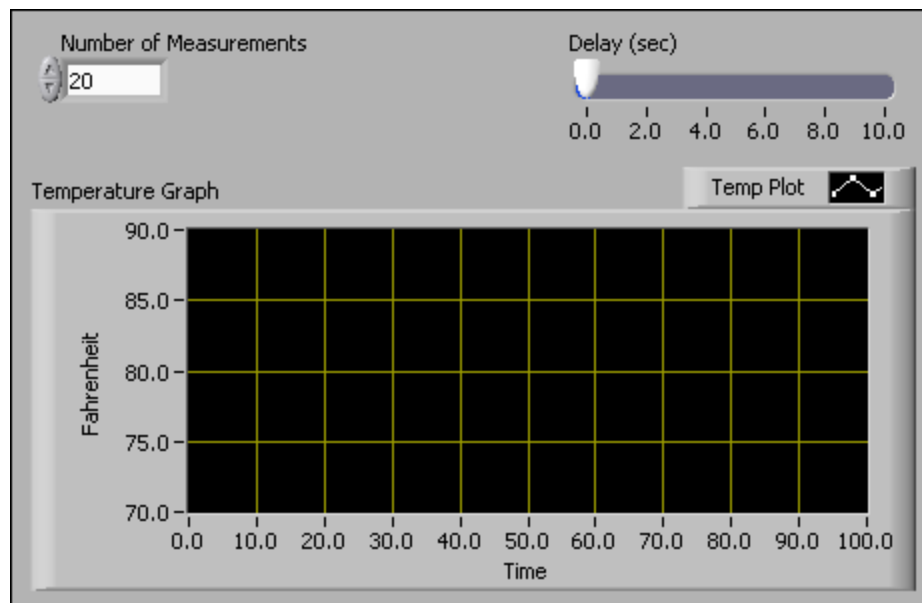 Number of Measurements
20
Delay (sec)
0.0 2.0 4.0 6.0 8.0 10.0
Temperature Graph
Temp Plot
Fahrenheit
90.0
85.0
80.0
75.0
70.0
0.0 10.0 20.0 30.0 40.0 50.0 60.0 70.0 80.0 90.0 100.0
Time